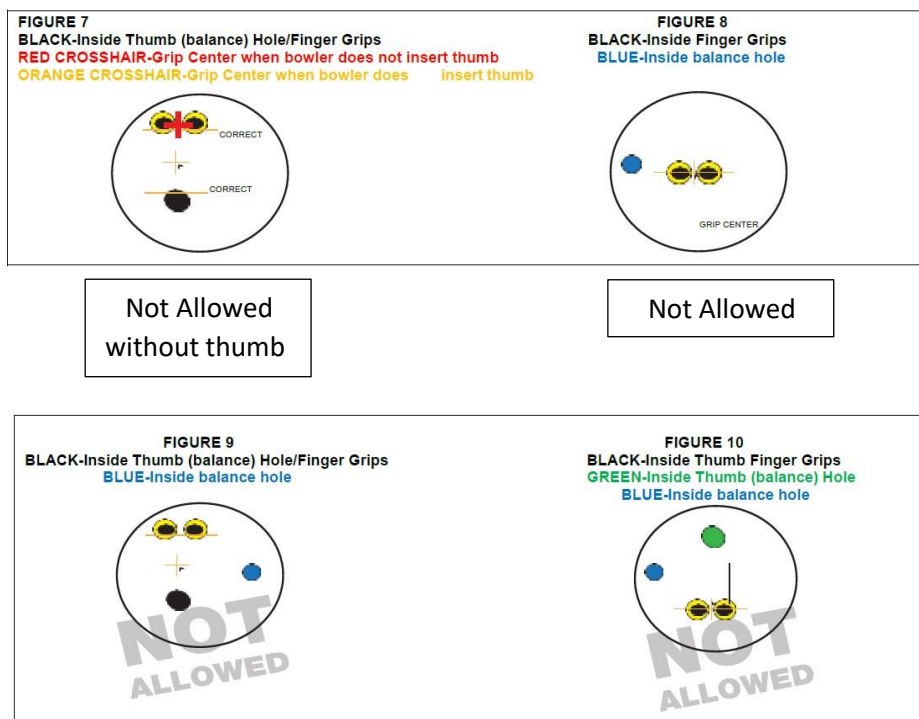 FIGURE 7
BLACK-Inside Thumb (balance) Hole/Finger Grips
RED CROSSHAIR-Grip Center when bowler does not insert thumb
ORANGE CROSSHAIR-Grip Center when bowler does insert thumb
CORRECT
CORRECT
FIGURE 8
BLACK-Inside Finger Grips
BLUE-Inside balance hole
GRIP CENTER
Not Allowed
without thumb
Not Allowed
FIGURE 9
BLACK-Inside Thumb (balance) Hole/Finger Grips
BLUE-Inside balance hole
NOT
ALLOWED
FIGURE 10
BLACK-Inside Thumb Finger Grips
GREEN-Inside Thumb (balance) Hole
BLUE-Inside balance hole
NOT
ALLOWED